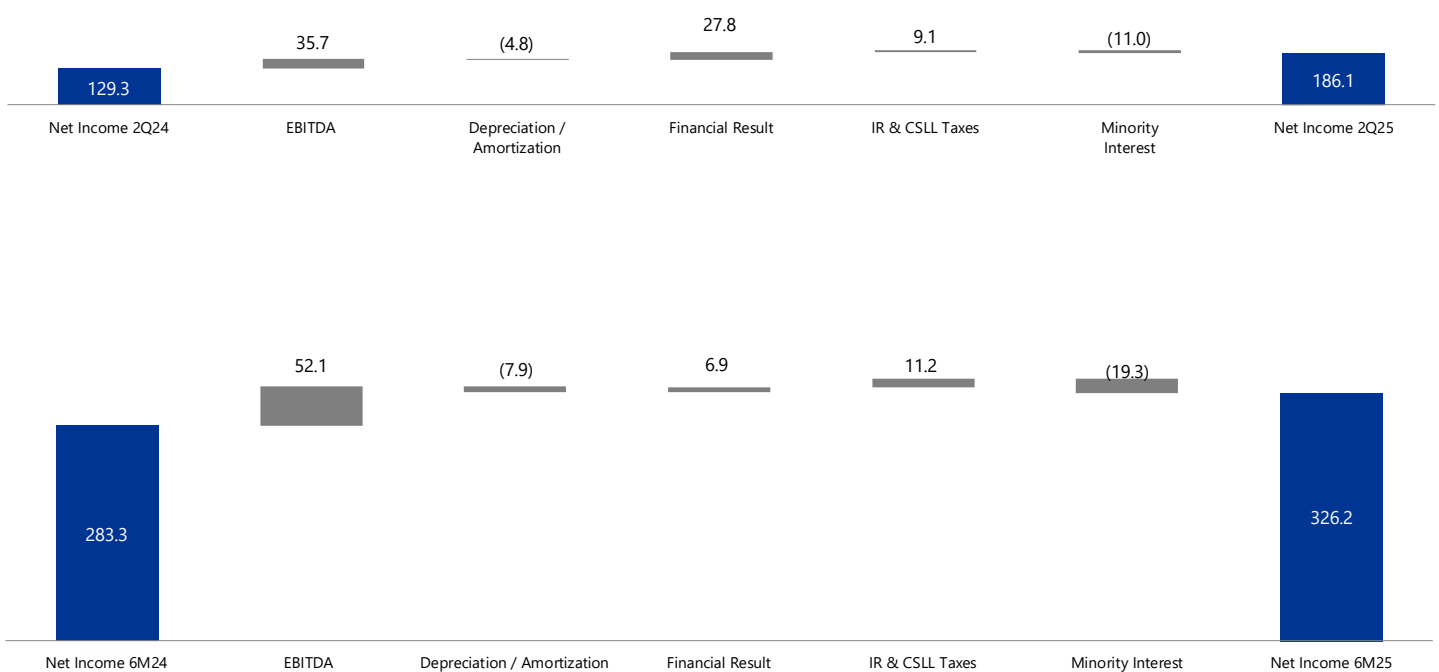 35.7
(4.8)
27.8
9.1
(11.0)
129.3
186.1
Net Income 2Q24
EBITDA
Depreciation /
Amortization
Financial Result
IR & CSLL Taxes
Minority
Interest
Net Income 2Q25
52.1
(7.9)
6.9
11.2
(19.3)
283.3
326.2
Net Income 6M24
EBITDA
Depreciation / Amortization
Financial Result
IR & CSLL Taxes
Minority Interest
Net Income 6M25